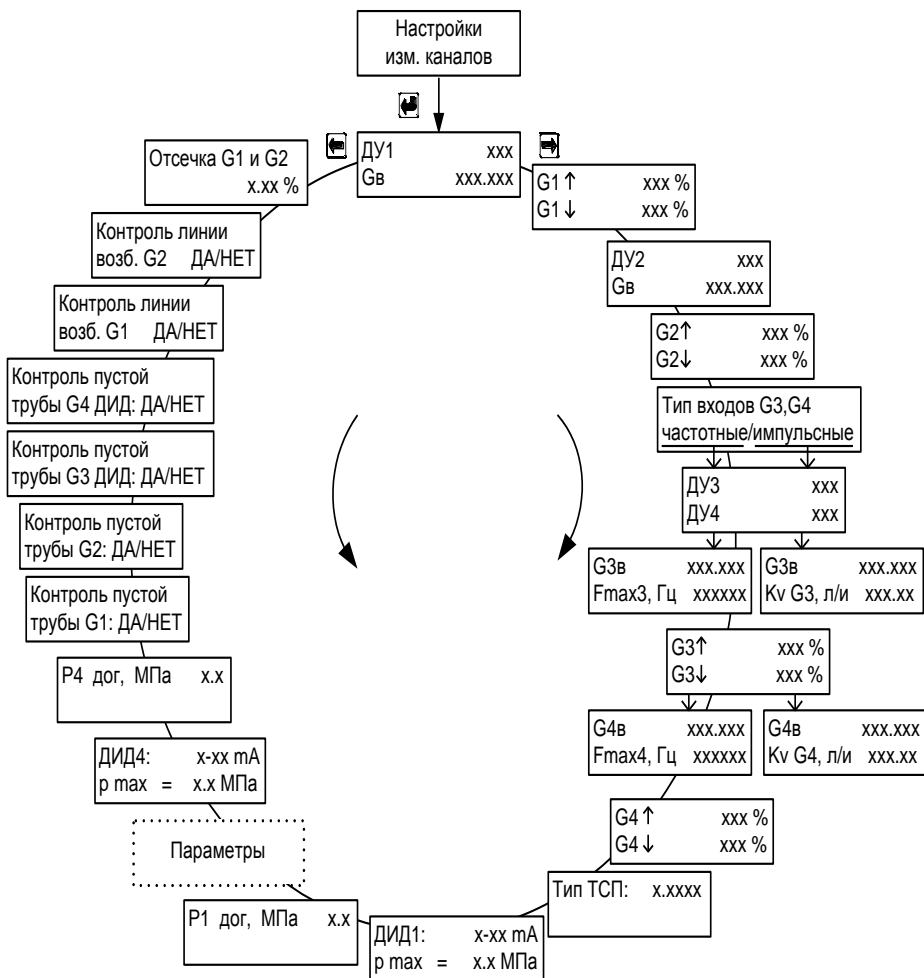 Настройки
изм. каналов
ДУ1 xxx
Gв xxx.xxx
G1↑ xxx %
G1↓ xxx %
ДУ2 xxx
Gв xxx.xxx
G2↑ xxx %
G2↓ xxx %
Тип входов G3,G4
частотные/импульсные
ДУ3 xxx
ДУ4 xxx
G3в xxx.xxx
Fmax3, Гц xxxxxx
G3в xxx.xxx
Kv G3, л/и xxx.xx
G3↑ xxx %
G3↓ xxx %
G4в xxx.xxx
Fmax4, Гц xxxxxx
G4в xxx.xxx
Kv G4, л/и xxx.xx
G4↑ xxx %
G4↓ xxx %
Тип ТСП: x.xxxx
ДИД1: x-xx mA
p max = x.x МПа
Р1 дог, МПа x.x
Параметры
ДИД4: x-xx mA
p max = x.x МПа
Р4 дог, МПа x.x
Контроль пустой
трубы G1: ДА/НЕТ
Контроль пустой
трубы G2: ДА/НЕТ
Контроль пустой
трубы G3 ДИД: ДА/НЕТ
Контроль пустой
трубы G4 ДИД: ДА/НЕТ
Контроль линии
возб. G1 ДА/НЕТ
Контроль линии
возб. G2 ДА/НЕТ
Отсечка G1 и G2
x.xx %